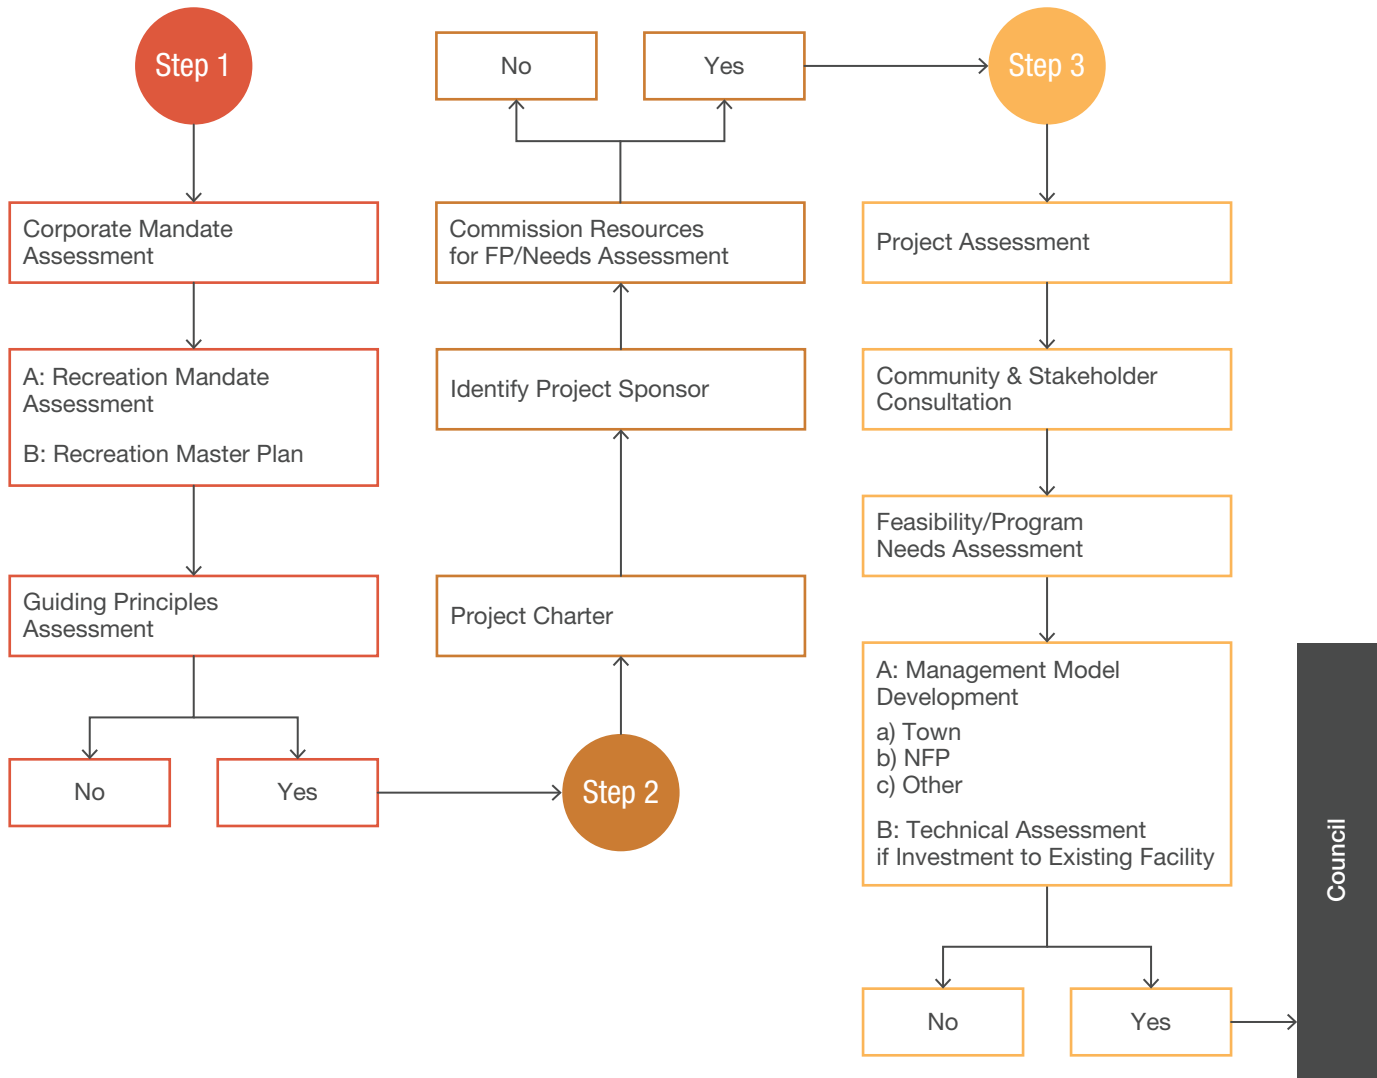 Step 1
Corporate Mandate
Assessment
A: Recreation Mandate
Assessment
B: Recreation Master Plan
Guiding Principles
Assessment
No
Yes
Step 2
Project Charter
Identify Project Sponsor
Commission Resources
for FP/Needs Assessment
No
Yes
Step 3
Project Assessment
Community & Stakeholder
Consultation
Feasibility/Program
Needs Assessment
A: Management Model
Development
a) Town
b) NFP
c) Other
B: Technical Assessment
if Investment to Existing Facility
No
Yes
Council